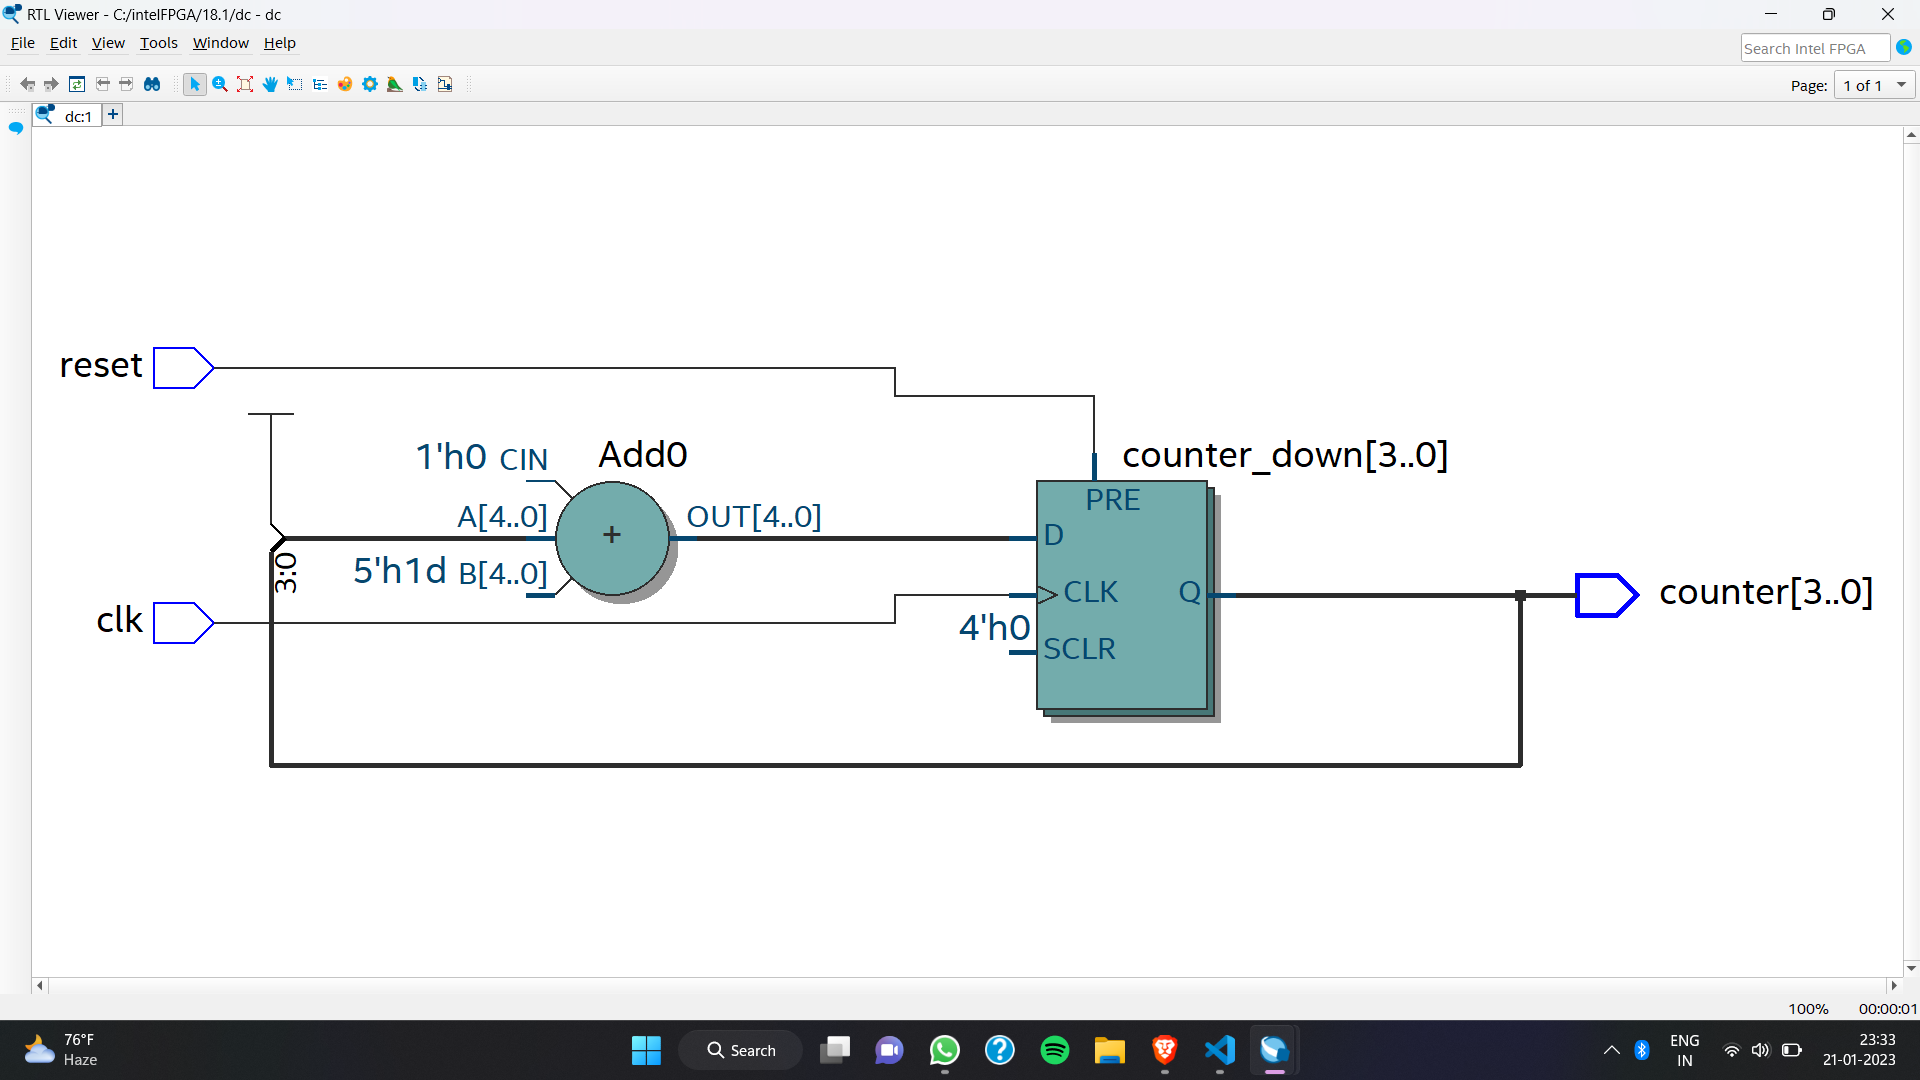 RTL Viewer - C:/intelFPGA/18.1/dc - dc
File Edit View Tools Window Help
Search Intel FPGA
Page: 1 of 1
dc:1 +
reset
1'h0 CIN
Add0
counter_down[3..0]
PRE
A[4..0]
+
OUT[4..0]
D
5'h1d B[4..0]
3:0
CLK
Q
counter[3..0]
clk
4'h0
SCLR
100% 00:00:01
76°F
Haze
Search
ENG
IN
23:33
21-01-2023